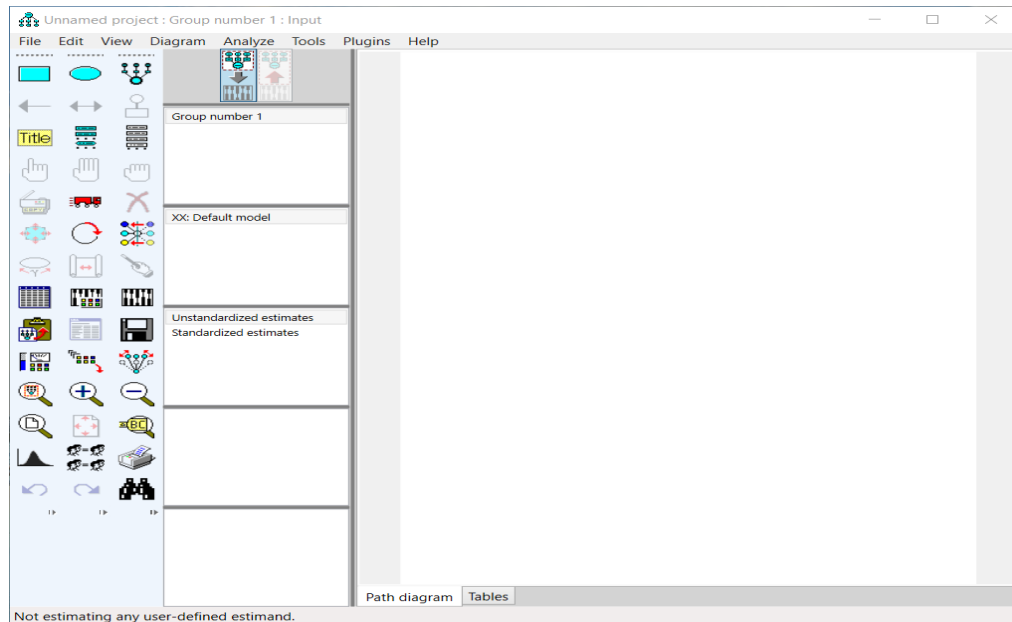 Unnamed project : Group number 1 : Input
File Edit View Diagram Analyze Tools Plugins Help
Title
Group number 1
XX: Default model
Unstandardized estimates
Standardized estimates
Path diagram Tables
Not estimating any user-defined estimand.